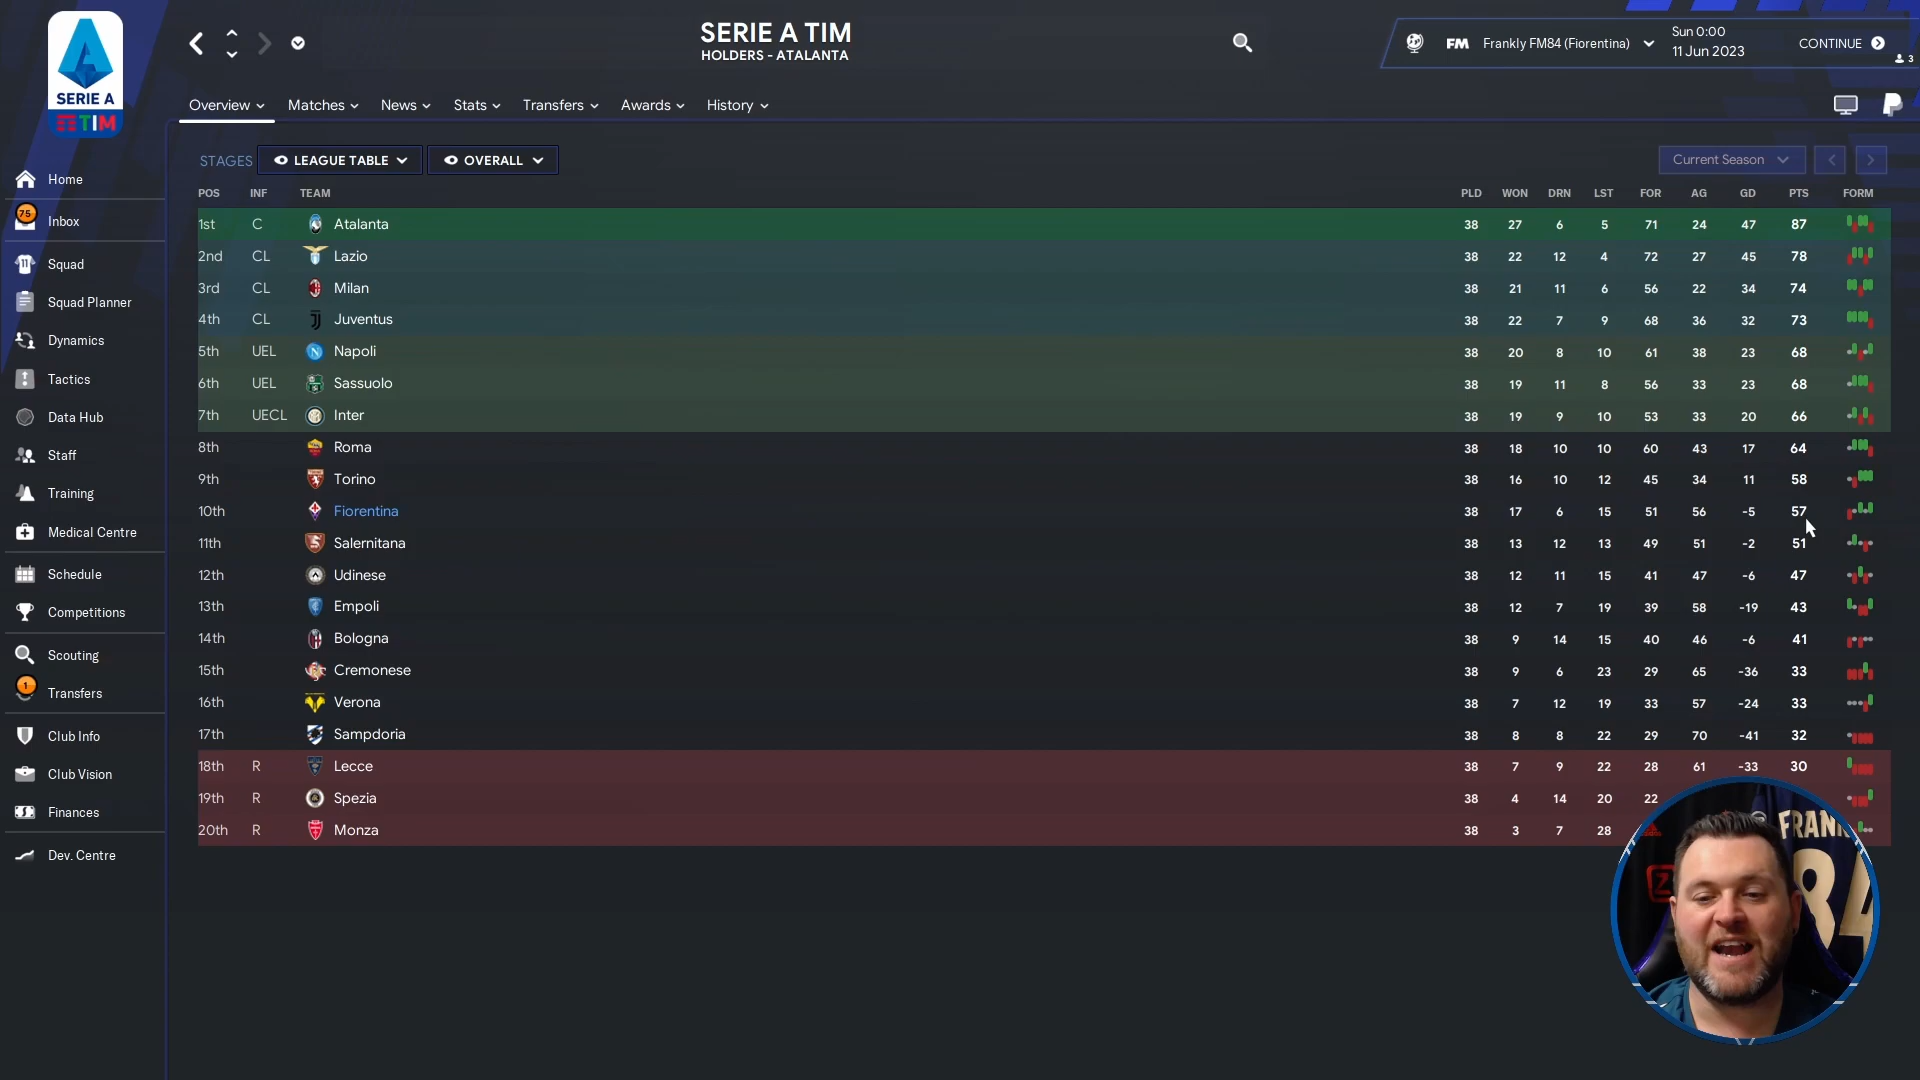 SERIE A TIM
HOLDERS - ATALANTA
FM Frankly FM84 (Fiorentina) Sun 0:00 CONTINUE
11 Jun 2023
3
SERIE A
TIM
Overview Matches News Stats Transfers Awards History
STAGES LEAGUE TABLE OVERALL Current Season
POS INF TEAM PLD WON DRN LST FOR AG GD PTS FORM
1st C Atalanta 38 27 6 5 71 24 47 87
2nd CL Lazio 38 22 12 4 72 27 45 78
3rd CL Milan 38 21 11 6 56 22 34 74
4th CL Juventus 38 22 7 9 68 36 32 73
5th UEL Napoli 38 20 8 10 61 38 23 68
6th UEL Sassuolo 38 19 11 8 56 33 23 68
7th UECL Inter 38 19 9 10 53 33 20 66
8th Roma 38 18 10 10 60 43 17 64
9th Torino 38 16 10 12 45 34 11 58
10th Fiorentina 38 17 6 15 51 56 -5 57
11th Salernitana 38 13 12 13 49 51 -2 51
12th Udinese 38 12 11 15 41 47 -6 47
13th Empoli 38 12 7 19 39 58 -19 43
14th Bologna 38 9 14 15 40 46 -6 41
15th Cremonese 38 9 6 23 29 65 -36 33
16th Verona 38 7 12 19 33 57 -24 33
17th Sampdoria 38 8 8 22 29 70 -41 32
18th R Lecce 38 7 9 22 28 61 -33 30
19th R Spezia 38 4 14 20 22
20th R Monza 38 3 7 28
Home
75
Inbox
Squad
Squad Planner
Dynamics
Tactics
Data Hub
Staff
Training
Medical Centre
Schedule
Competitions
Scouting
1
Transfers
Club Info
Club Vision
Finances
Dev. Centre
FRANK
84